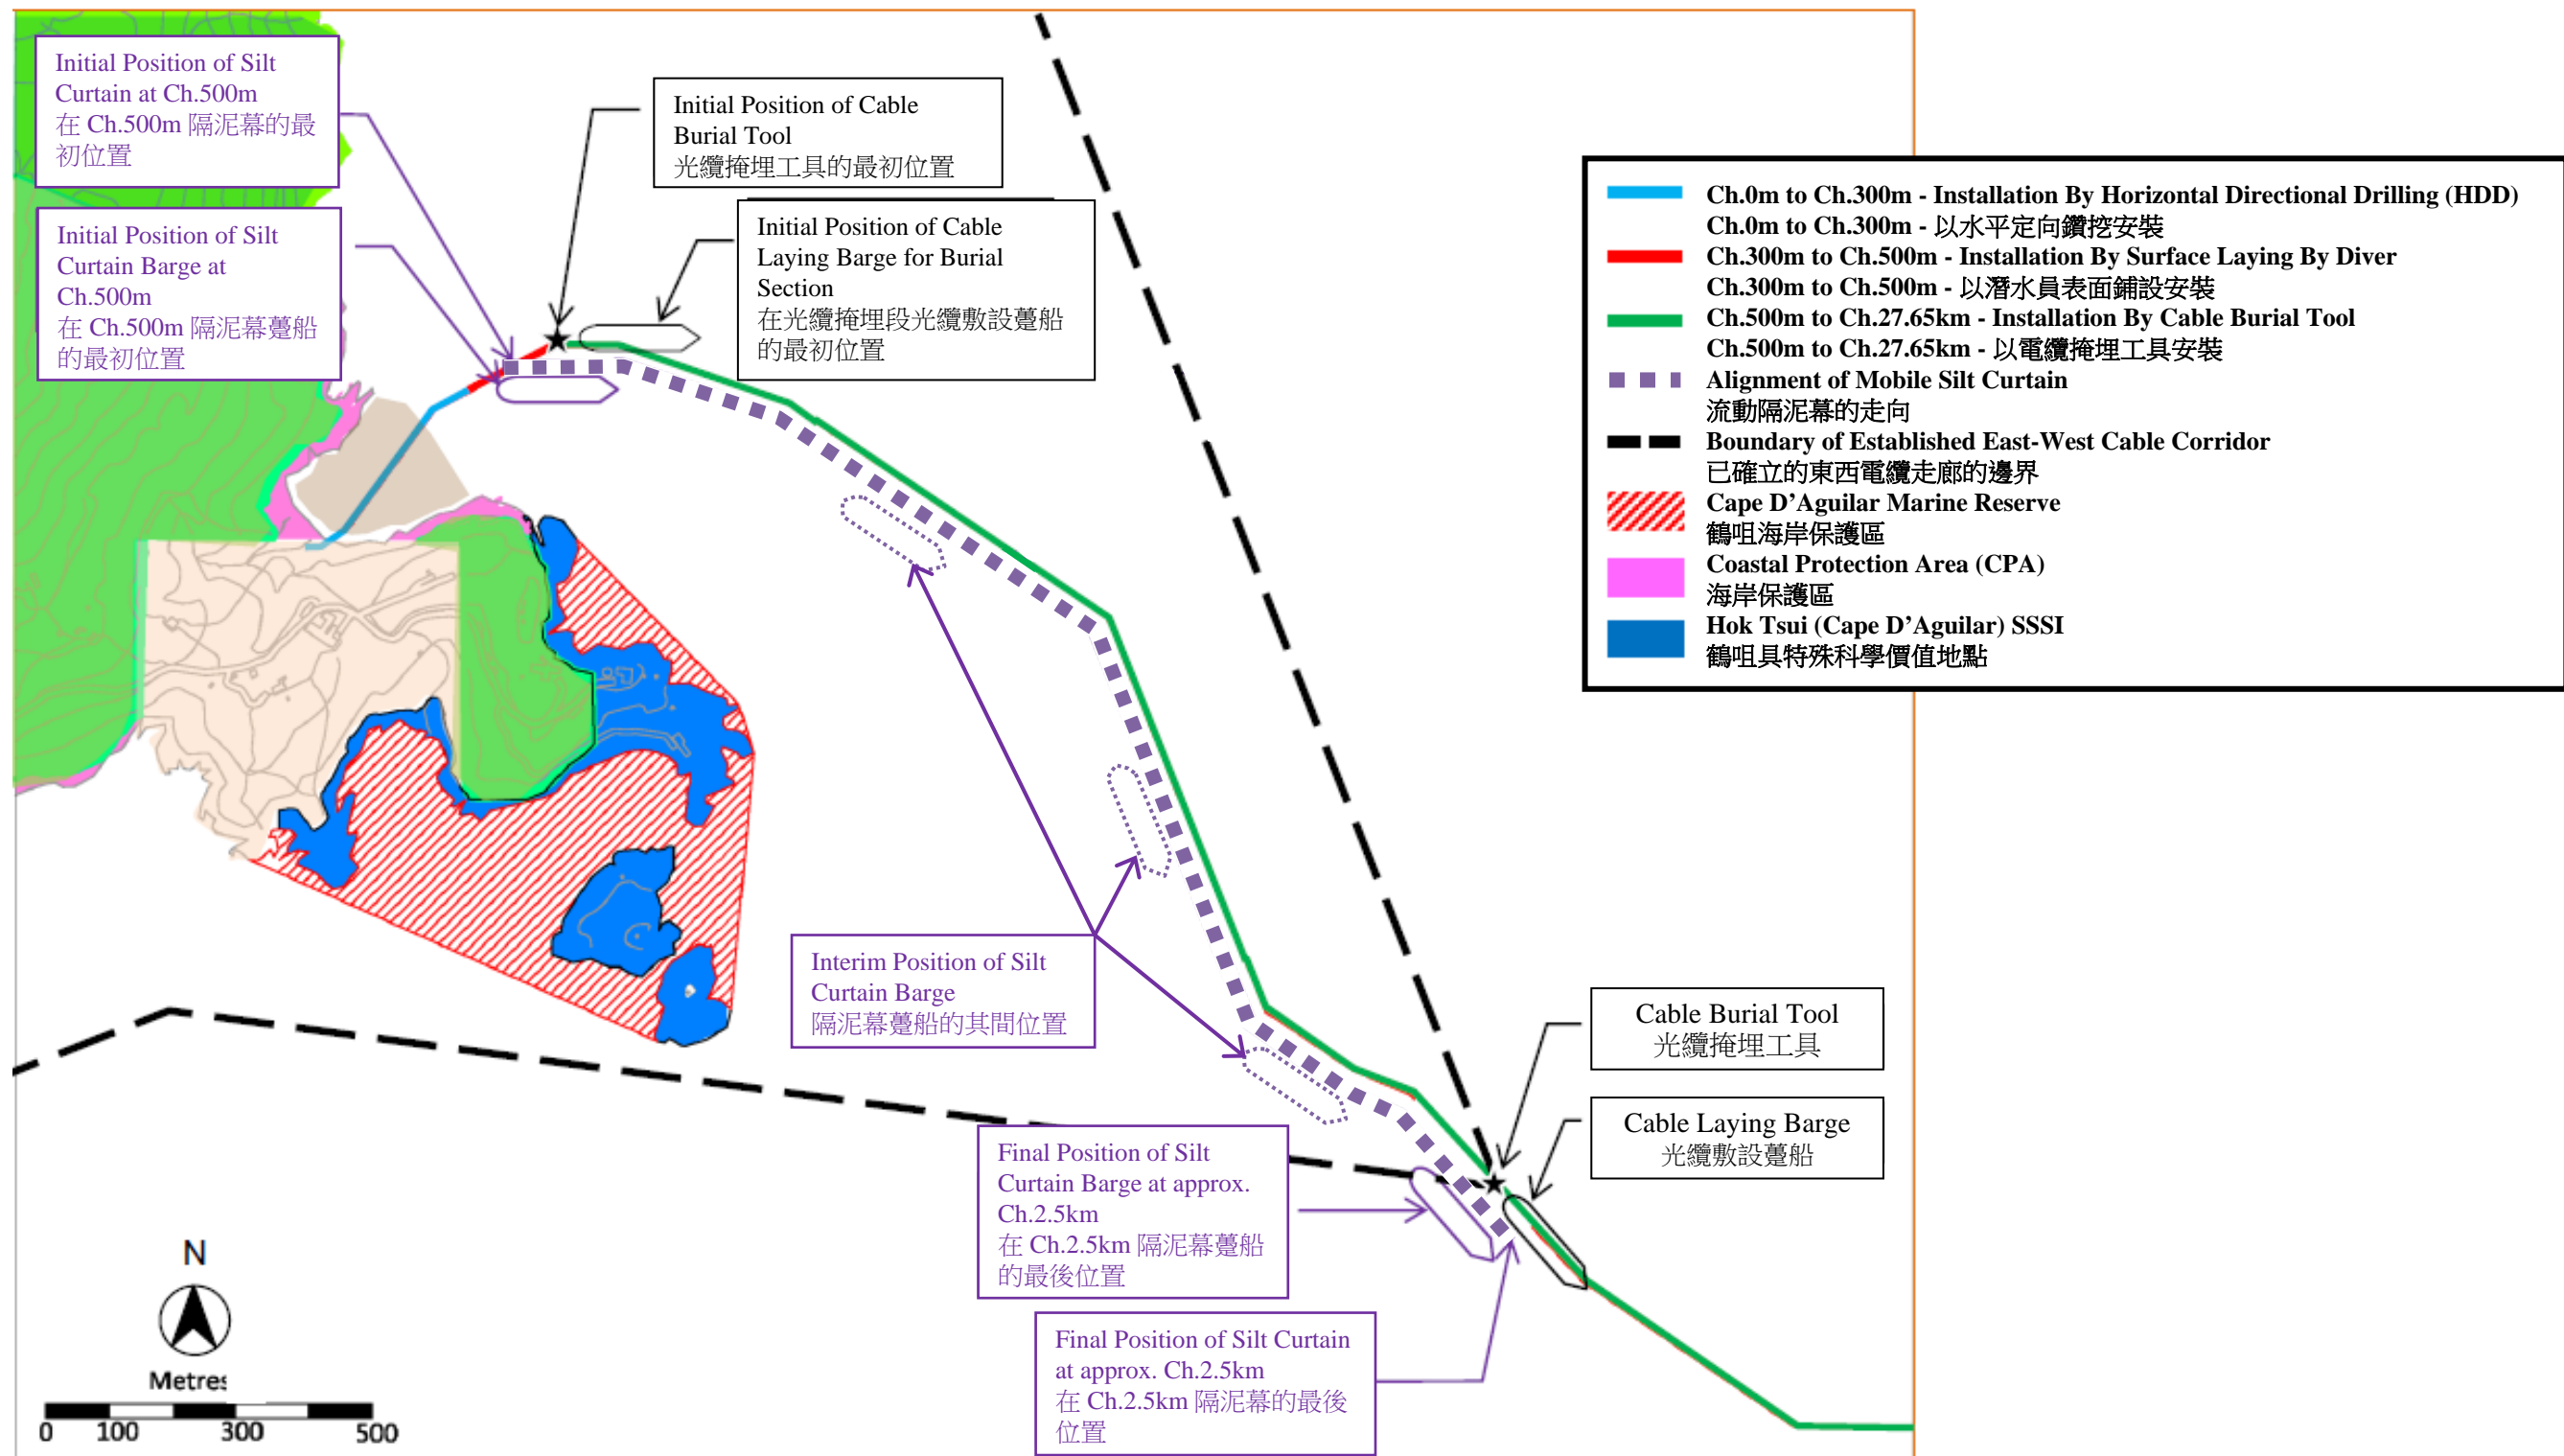 Initial Position of Silt
Curtain at Ch.500m
在 Ch.500m 隔泥幕的最
初位置
Initial Position of Silt
Curtain Barge at
Ch.500m
在 Ch.500m 隔泥幕躉船
的最初位置
Initial Position of Cable
Burial Tool
光纜掩埋工具的最初位置
Initial Position of Cable
Laying Barge for Burial
Section
在光纜掩埋段光纜敷設躉船
的最初位置
Ch.0m to Ch.300m - Installation By Horizontal Directional Drilling (HDD)
Ch.0m to Ch.300m - 以水平定向鑽挖安裝
Ch.300m to Ch.500m - Installation By Surface Laying By Diver
Ch.300m to Ch.500m - 以潛水員表面鋪設安裝
Ch.500m to Ch.27.65km - Installation By Cable Burial Tool
Ch.500m to Ch.27.65km - 以電纜掩埋工具安裝
Alignment of Mobile Silt Curtain
流動隔泥幕的走向
Boundary of Established East-West Cable Corridor
已確立的東西電纜走廊的邊界
Cape D’Aguilar Marine Reserve
鶴咀海岸保護區
Coastal Protection Area (CPA)
海岸保護區
Hok Tsui (Cape D’Aguilar) SSSI
鶴咀具特殊科學價值地點
Interim Position of Silt
Curtain Barge
隔泥幕躉船的其間位置
Cable Burial Tool
光纜掩埋工具
Cable Laying Barge
光纜敷設躉船
Final Position of Silt
Curtain Barge at approx.
Ch.2.5km
在 Ch.2.5km 隔泥幕躉船
的最後位置
Final Position of Silt Curtain
at approx. Ch.2.5km
在 Ch.2.5km 隔泥幕的最後
位置
N
Metres
0 100 300 500